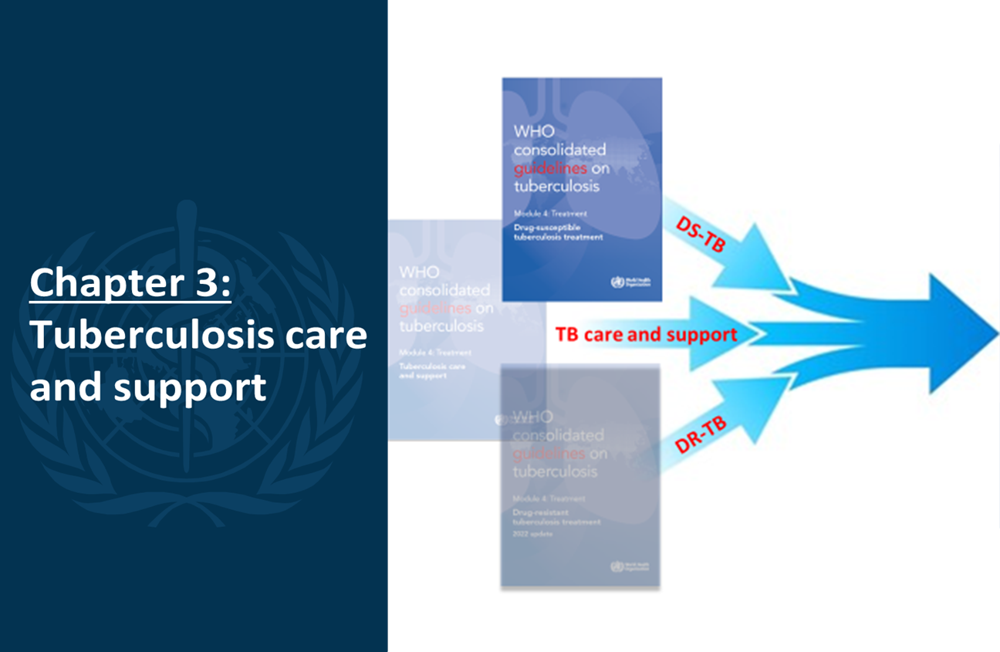 Chapter 3:
Tuberculosis care
and support
WHO
consolidated
guidelines on
tuberculosis
Module 4: Treatment
Drug-susceptible
tuberculosis treatment
World Health
Organization
WHO
consolidated
guidelines on
tuberculosis
Module 4: Treatment
Tuberculosis care
and support
WHO
consolidated
guidelines on
tuberculosis
Module 4: Treatment
Drug-resistant
tuberculosis treatment
2022 update
World Health
Organization
DS-TB
TB care and support
DR-TB